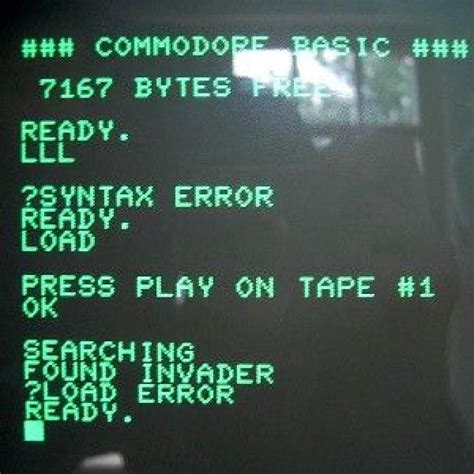 ### COMMODORE BASIC ###
7167 BYTES FREE
READY.
LLL
?SYNTAX ERROR
READY.
LOAD
PRESS PLAY ON TAPE #1
OK
SEARCHING
FOUND INVADER
?LOAD ERROR
READY.